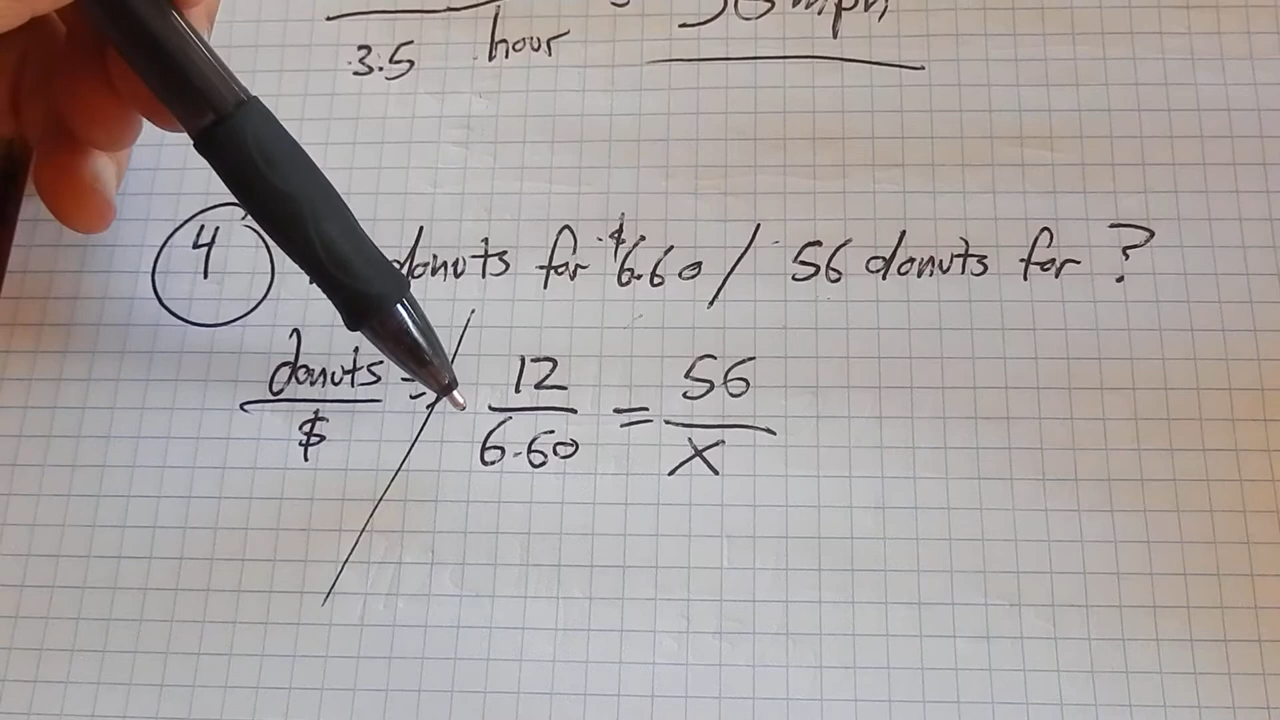 3.5 hour
4 donuts for $6.60 / 56 donuts for ?
donuts = 12 = 56
$ 6.60 x